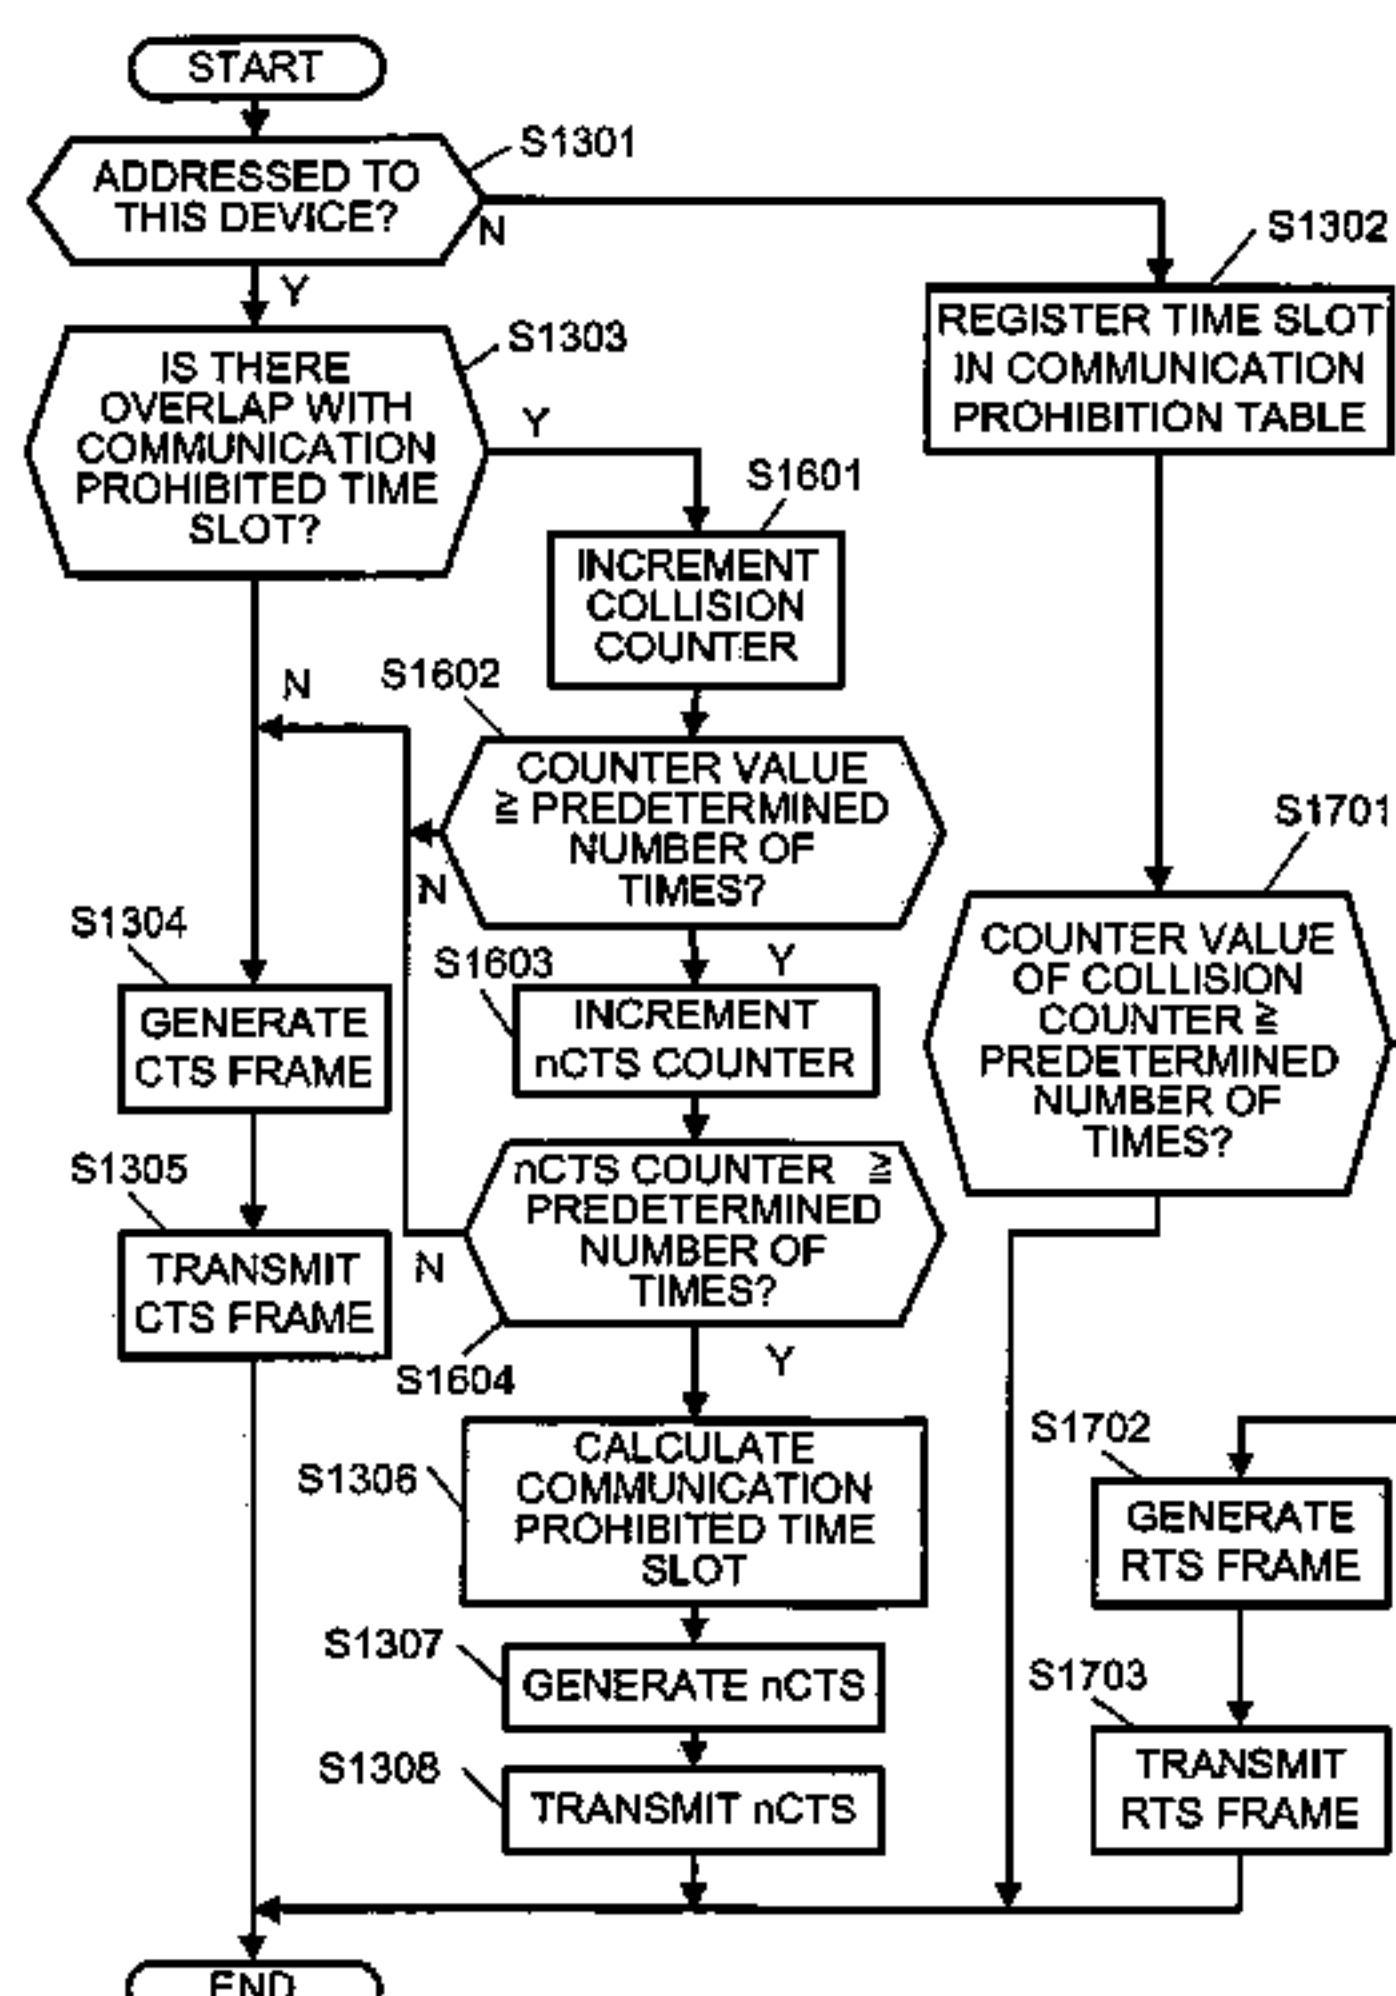 START
S1301
ADDRESSED TO
THIS DEVICE?
N
Y
S1302
REGISTER TIME SLOT
IN COMMUNICATION
PROHIBITION TABLE
S1303
IS THERE
OVERLAP WITH
COMMUNICATION
PROHIBITED TIME
SLOT?
Y
N
S1601
INCREMENT
COLLISION
COUNTER
S1602
COUNTER VALUE
≧ PREDETERMINED
NUMBER OF
TIMES?
N
Y
S1701
COUNTER VALUE
OF COLLISION
COUNTER ≧
PREDETERMINED
NUMBER OF
TIMES?
S1304
GENERATE
CTS FRAME
S1603
INCREMENT
nCTS COUNTER
S1305
TRANSMIT
CTS FRAME
nCTS COUNTER ≧
PREDETERMINED
NUMBER OF
TIMES?
N
S1604
Y
S1306
CALCULATE
COMMUNICATION
PROHIBITED TIME
SLOT
S1702
GENERATE
RTS FRAME
S1307
GENERATE nCTS
S1703
TRANSMIT
RTS FRAME
S1308
TRANSMIT nCTS
END